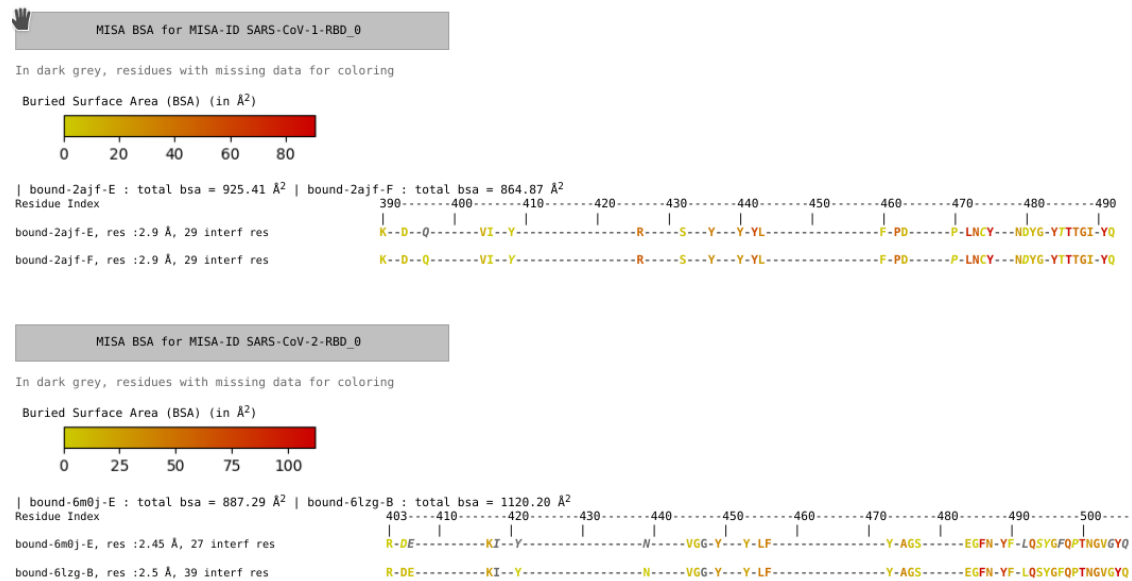 MISA BSA for MISA-ID SARS-CoV-1-RBD_0
In dark grey, residues with missing data for coloring
Buried Surface Area (BSA) (in Å²)
0 20 40 60 80
| bound-2ajf-E : total bsa = 925.41 Å² | bound-2ajf-F : total bsa = 864.87 Å²
Residue Index 390-------400-------410-------420-------430-------440-------450-------460-------470-------480-------490
bound-2ajf-E, res :2.9 Å, 29 interf res K--D--Q-------VI--Y-----------------R-----S---Y---Y-YL----------------F-PD------P-LNCY---NDYG-YTTTGI-YQ
bound-2ajf-F, res :2.9 Å, 29 interf res K--D--Q-------VI--Y-----------------R-----S---Y---Y-YL----------------F-PD------P-LNCY---NDYG-YTTTGI-YQ
MISA BSA for MISA-ID SARS-CoV-2-RBD_0
In dark grey, residues with missing data for coloring
Buried Surface Area (BSA) (in Å²)
0 25 50 75 100
| bound-6m0j-E : total bsa = 887.29 Å² | bound-6lzg-B : total bsa = 1120.20 Å²
Residue Index 403----410-------420-------430-------440-------450-------460-------470-------480-------490-------500----
bound-6m0j-E, res :2.45 Å, 27 interf res R-DE----------KI--Y-----------------N-----VGG-Y---Y-LF----------------Y-AGS------EGFN-YF-LQSYGFQPTNGVGYQ
bound-6lzg-B, res :2.5 Å, 39 interf res R-DE----------KI--Y-----------------N-----VGG-Y---Y-LF----------------Y-AGS------EGFN-YF-LQSYGFQPTNGVGYQ